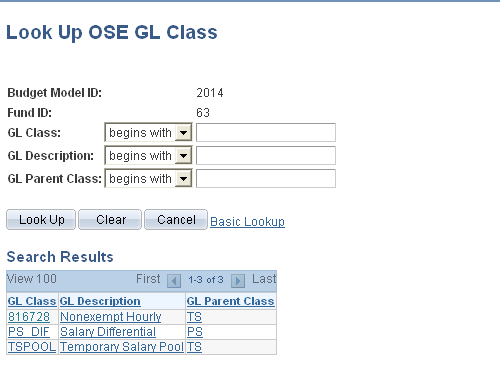 Look Up OSE GL Class
Budget Model ID: 2014
Fund ID: 63
GL Class: begins with
GL Description: begins with
GL Parent Class: begins with
Look Up Clear Cancel Basic Lookup
Search Results
View 100 First 1-3 of 3 Last
GL Class GL Description GL Parent Class
816728 Nonexempt Hourly TS
PS_DIF Salary Differential PS
TSPOOL Temporary Salary Pool TS